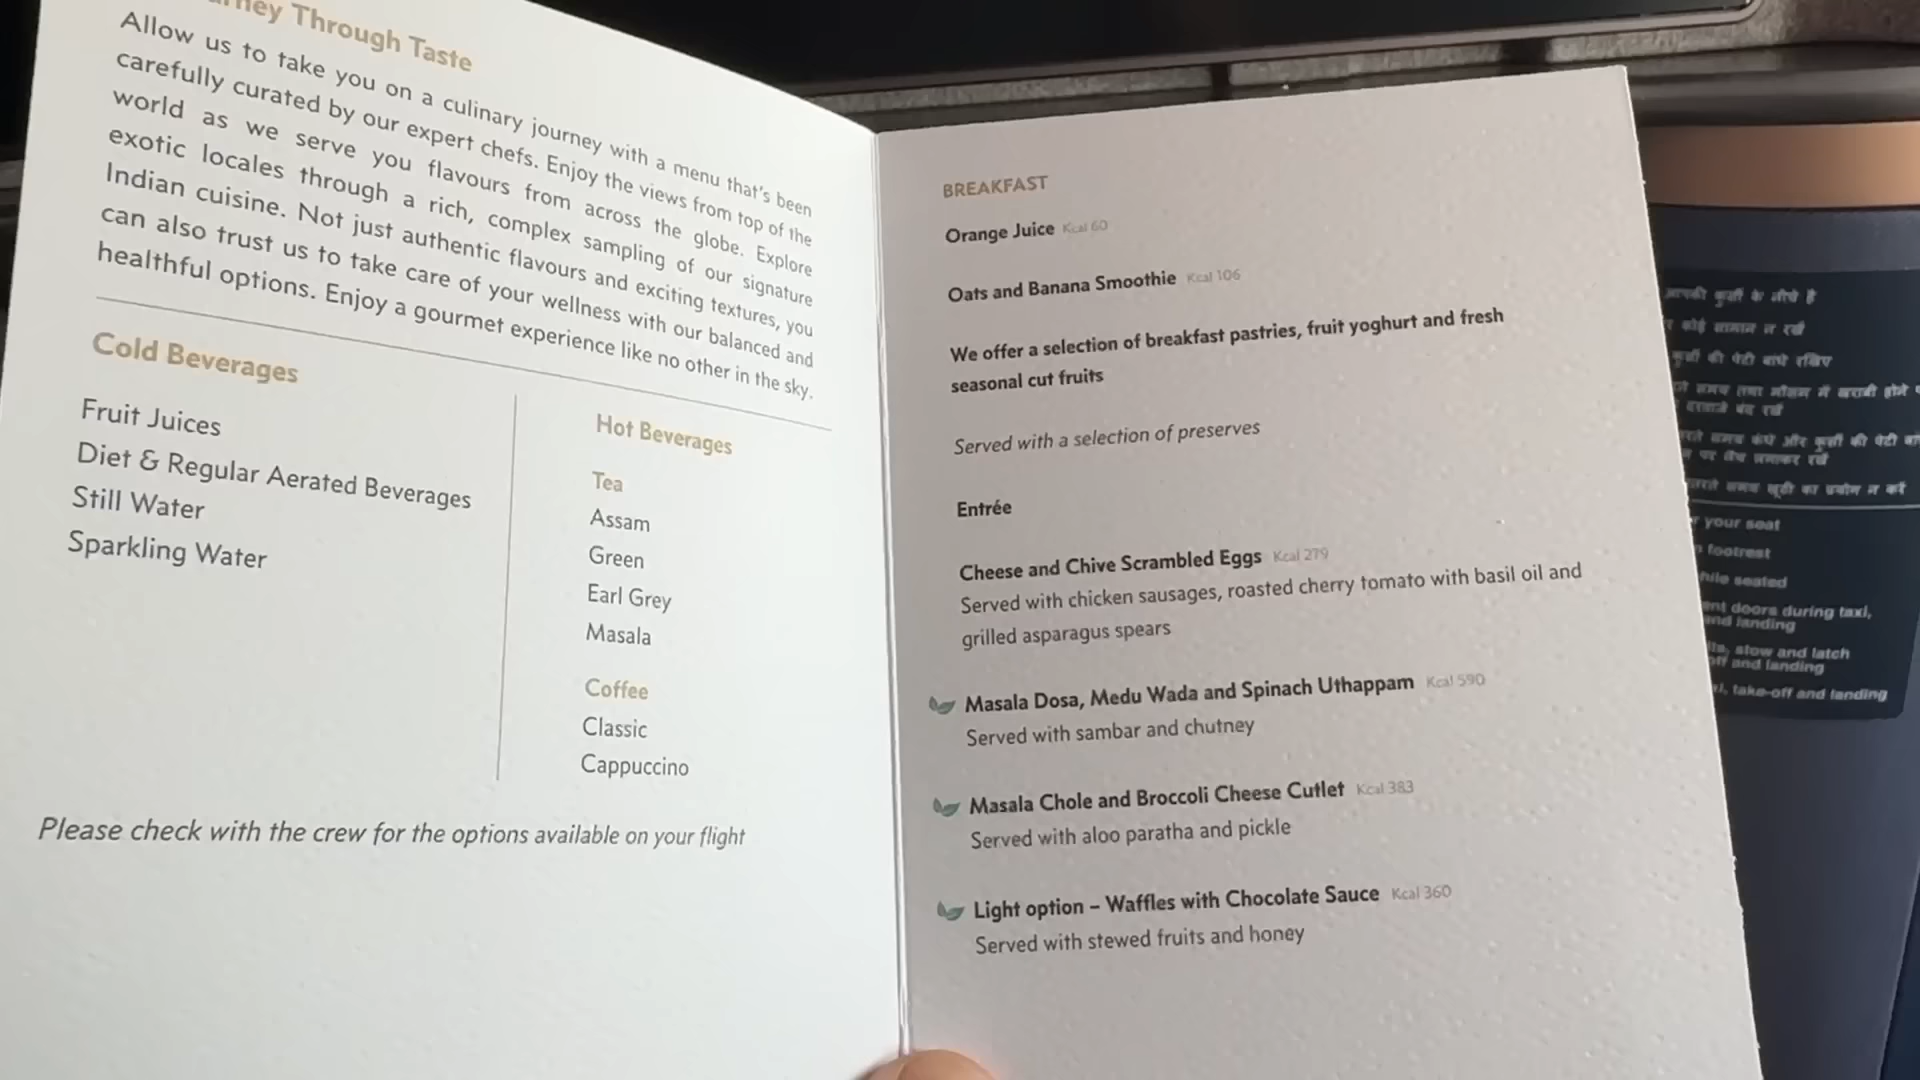 Through Taste
Allow us to take you on a culinary journey with a menu that's been
carefully curated by our expert chefs. Enjoy the views from top of the
world as we serve you flavours from across the globe. Explore
exotic locales through a rich, complex sampling of our signature
Indian cuisine. Not just authentic flavours and exciting textures, you
can also trust us to take care of your wellness with our balanced and
healthful options. Enjoy a gourmet experience like no other in the sky.
Cold Beverages
Fruit Juices
Diet & Regular Aerated Beverages
Still Water
Sparkling Water
Hot Beverages
Tea
Assam
Green
Earl Grey
Masala
Coffee
Classic
Cappuccino
Please check with the crew for the options available on your flight
BREAKFAST
Orange Juice Kcal 60
Oats and Banana Smoothie Kcal 106
We offer a selection of breakfast pastries, fruit yoghurt and fresh
seasonal cut fruits
Served with a selection of preserves
Entrée
Cheese and Chive Scrambled Eggs Kcal 279
Served with chicken sausages, roasted cherry tomato with basil oil and
grilled asparagus spears
Masala Dosa, Medu Wada and Spinach Uthappam Kcal 590
Served with sambar and chutney
Masala Chole and Broccoli Cheese Cutlet Kcal 383
Served with aloo paratha and pickle
Light option – Waffles with Chocolate Sauce Kcal 360
Served with stewed fruits and honey
आपकी कुर्सी के नीचे है
कोई सामान न रखें
कुर्सी की पेटी बांधे रखिए
your seat
footrest
while seated
doors during taxi,
and landing
stow and latch
off and landing
take-off and landing